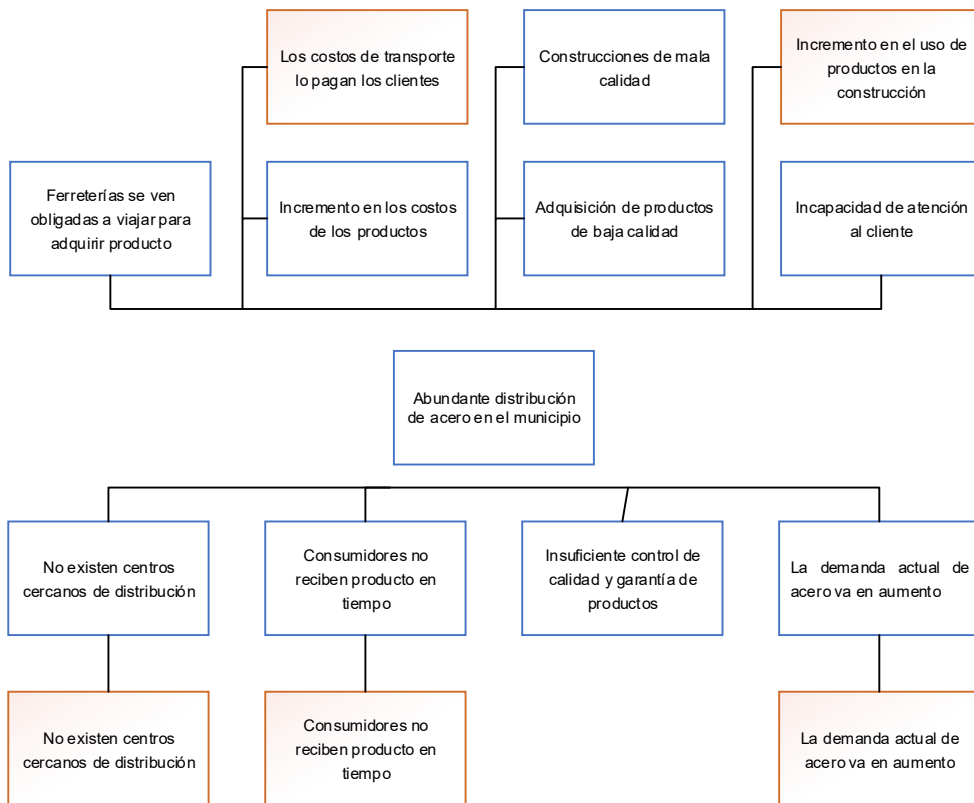 Los costos de transporte
lo pagan los clientes
Construcciones de mala
calidad
Incremento en el uso de
productos en la
construcción
Ferreterías se ven
obligadas a viajar para
adquirir producto
Incremento en los costos
de los productos
Adquisición de productos
de baja calidad
Incapacidad de atención
al cliente
Abundante distribución
de acero en el municipio
No existen centros
cercanos de distribución
Consumidores no
reciben producto en
tiempo
Insuficiente control de
calidad y garantía de
productos
La demanda actual de
acero va en aumento
No existen centros
cercanos de distribución
Consumidores no
reciben producto en
tiempo
La demanda actual de
acero va en aumento